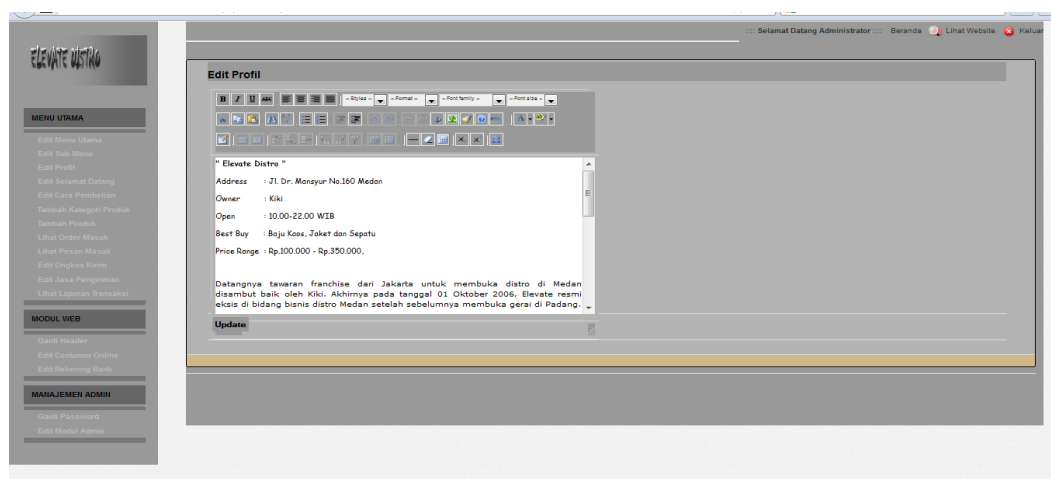 :::: Selamat Datang Administrator :::: Beranda Lihat Website Keluar
ELEVATE DISTRO
MENU UTAMA
Edit Menu Utama
Edit Sub Menu
Edit Profil
Edit Selamat Datang
Edit Cara Pembelian
Tambah Kategori Produk
Tambah Produk
Lihat Order Masuk
Lihat Pesan Masuk
Edit Ongkos Kirim
Edit Jasa Pengiriman
Lihat Laporan Transaksi
MODUL WEB
Ganti Header
Edit Costumer Online
Edit Rekening Bank
MANAJEMEN ADMIN
Ganti Password
Edit Modul Admin
Edit Profil
B I U ABC -- Styles -- -- Format -- -- Font family -- -- Font size --
" Elevate Distro "
Address : Jl. Dr. Mansyur No.160 Medan
Owner : Kiki
Open : 10.00-22.00 WIB
Best Buy : Baju Kaos, Jaket dan Sepatu
Price Range : Rp.100.000 - Rp.350.000,
Datangnya tawaran franchise dari Jakarta untuk membuka distro di Medan
disambut baik oleh Kiki. Akhirnya pada tanggal 01 Oktober 2006, Elevate resmi
eksis di bidang bisnis distro Medan setelah sebelumnya membuka gerai di Padang.
Update